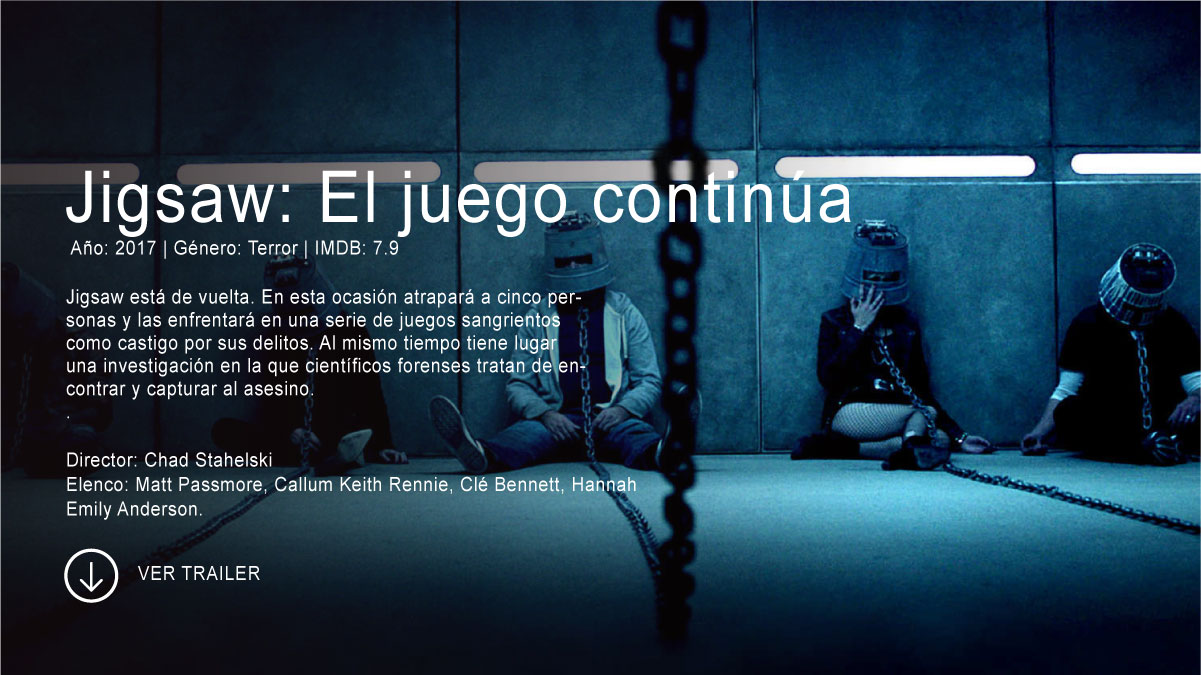 Jigsaw: El juego continúa
Año: 2017 | Género: Terror | IMDB: 7.9
Jigsaw está de vuelta. En esta ocasión atrapará a cinco per-
sonas y las enfrentará en una serie de juegos sangrientos
como castigo por sus delitos. Al mismo tiempo tiene lugar
una investigación en la que científicos forenses tratan de en-
contrar y capturar al asesino.
.
Director: Chad Stahelski
Elenco: Matt Passmore, Callum Keith Rennie, Clé Bennett, Hannah
Emily Anderson.
VER TRAILER